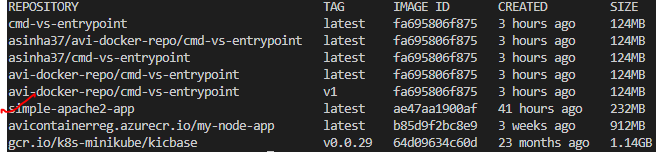 REPOSITORY TAG IMAGE ID CREATED SIZE
cmd-vs-entrypoint latest fa695806f875 3 hours ago 124MB
asinha37/avi-docker-repo/cmd-vs-entrypoint latest fa695806f875 3 hours ago 124MB
asinha37/cmd-vs-entrypoint latest fa695806f875 3 hours ago 124MB
avi-docker-repo/cmd-vs-entrypoint latest fa695806f875 3 hours ago 124MB
avi-docker-repo/cmd-vs-entrypoint v1 fa695806f875 3 hours ago 124MB
simple-apache2-app latest ae47aa1900af 41 hours ago 232MB
avicontainerreg.azurecr.io/my-node-app latest b85d9f2bc8e9 3 weeks ago 912MB
gcr.io/k8s-minikube/kicbase v0.0.29 64d09634c60d 23 months ago 1.14GB